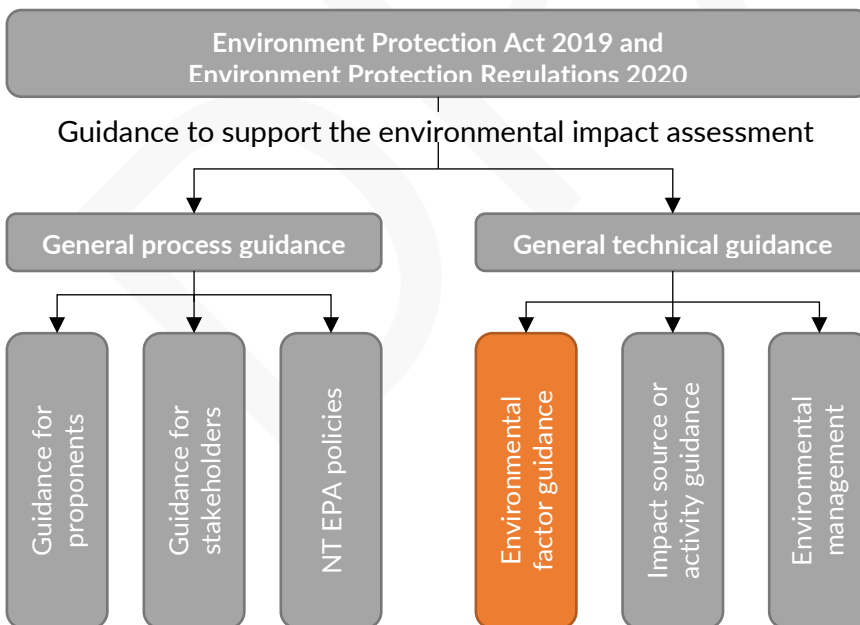 Environment Protection Act 2019 and
Environment Protection Regulations 2020
Guidance to support the environmental impact assessment
General process guidance
General technical guidance
Guidance for
proponents
Guidance for
stakeholders
NT EPA policies
Environmental
factor guidance
Impact source or
activity guidance
Environmental
management